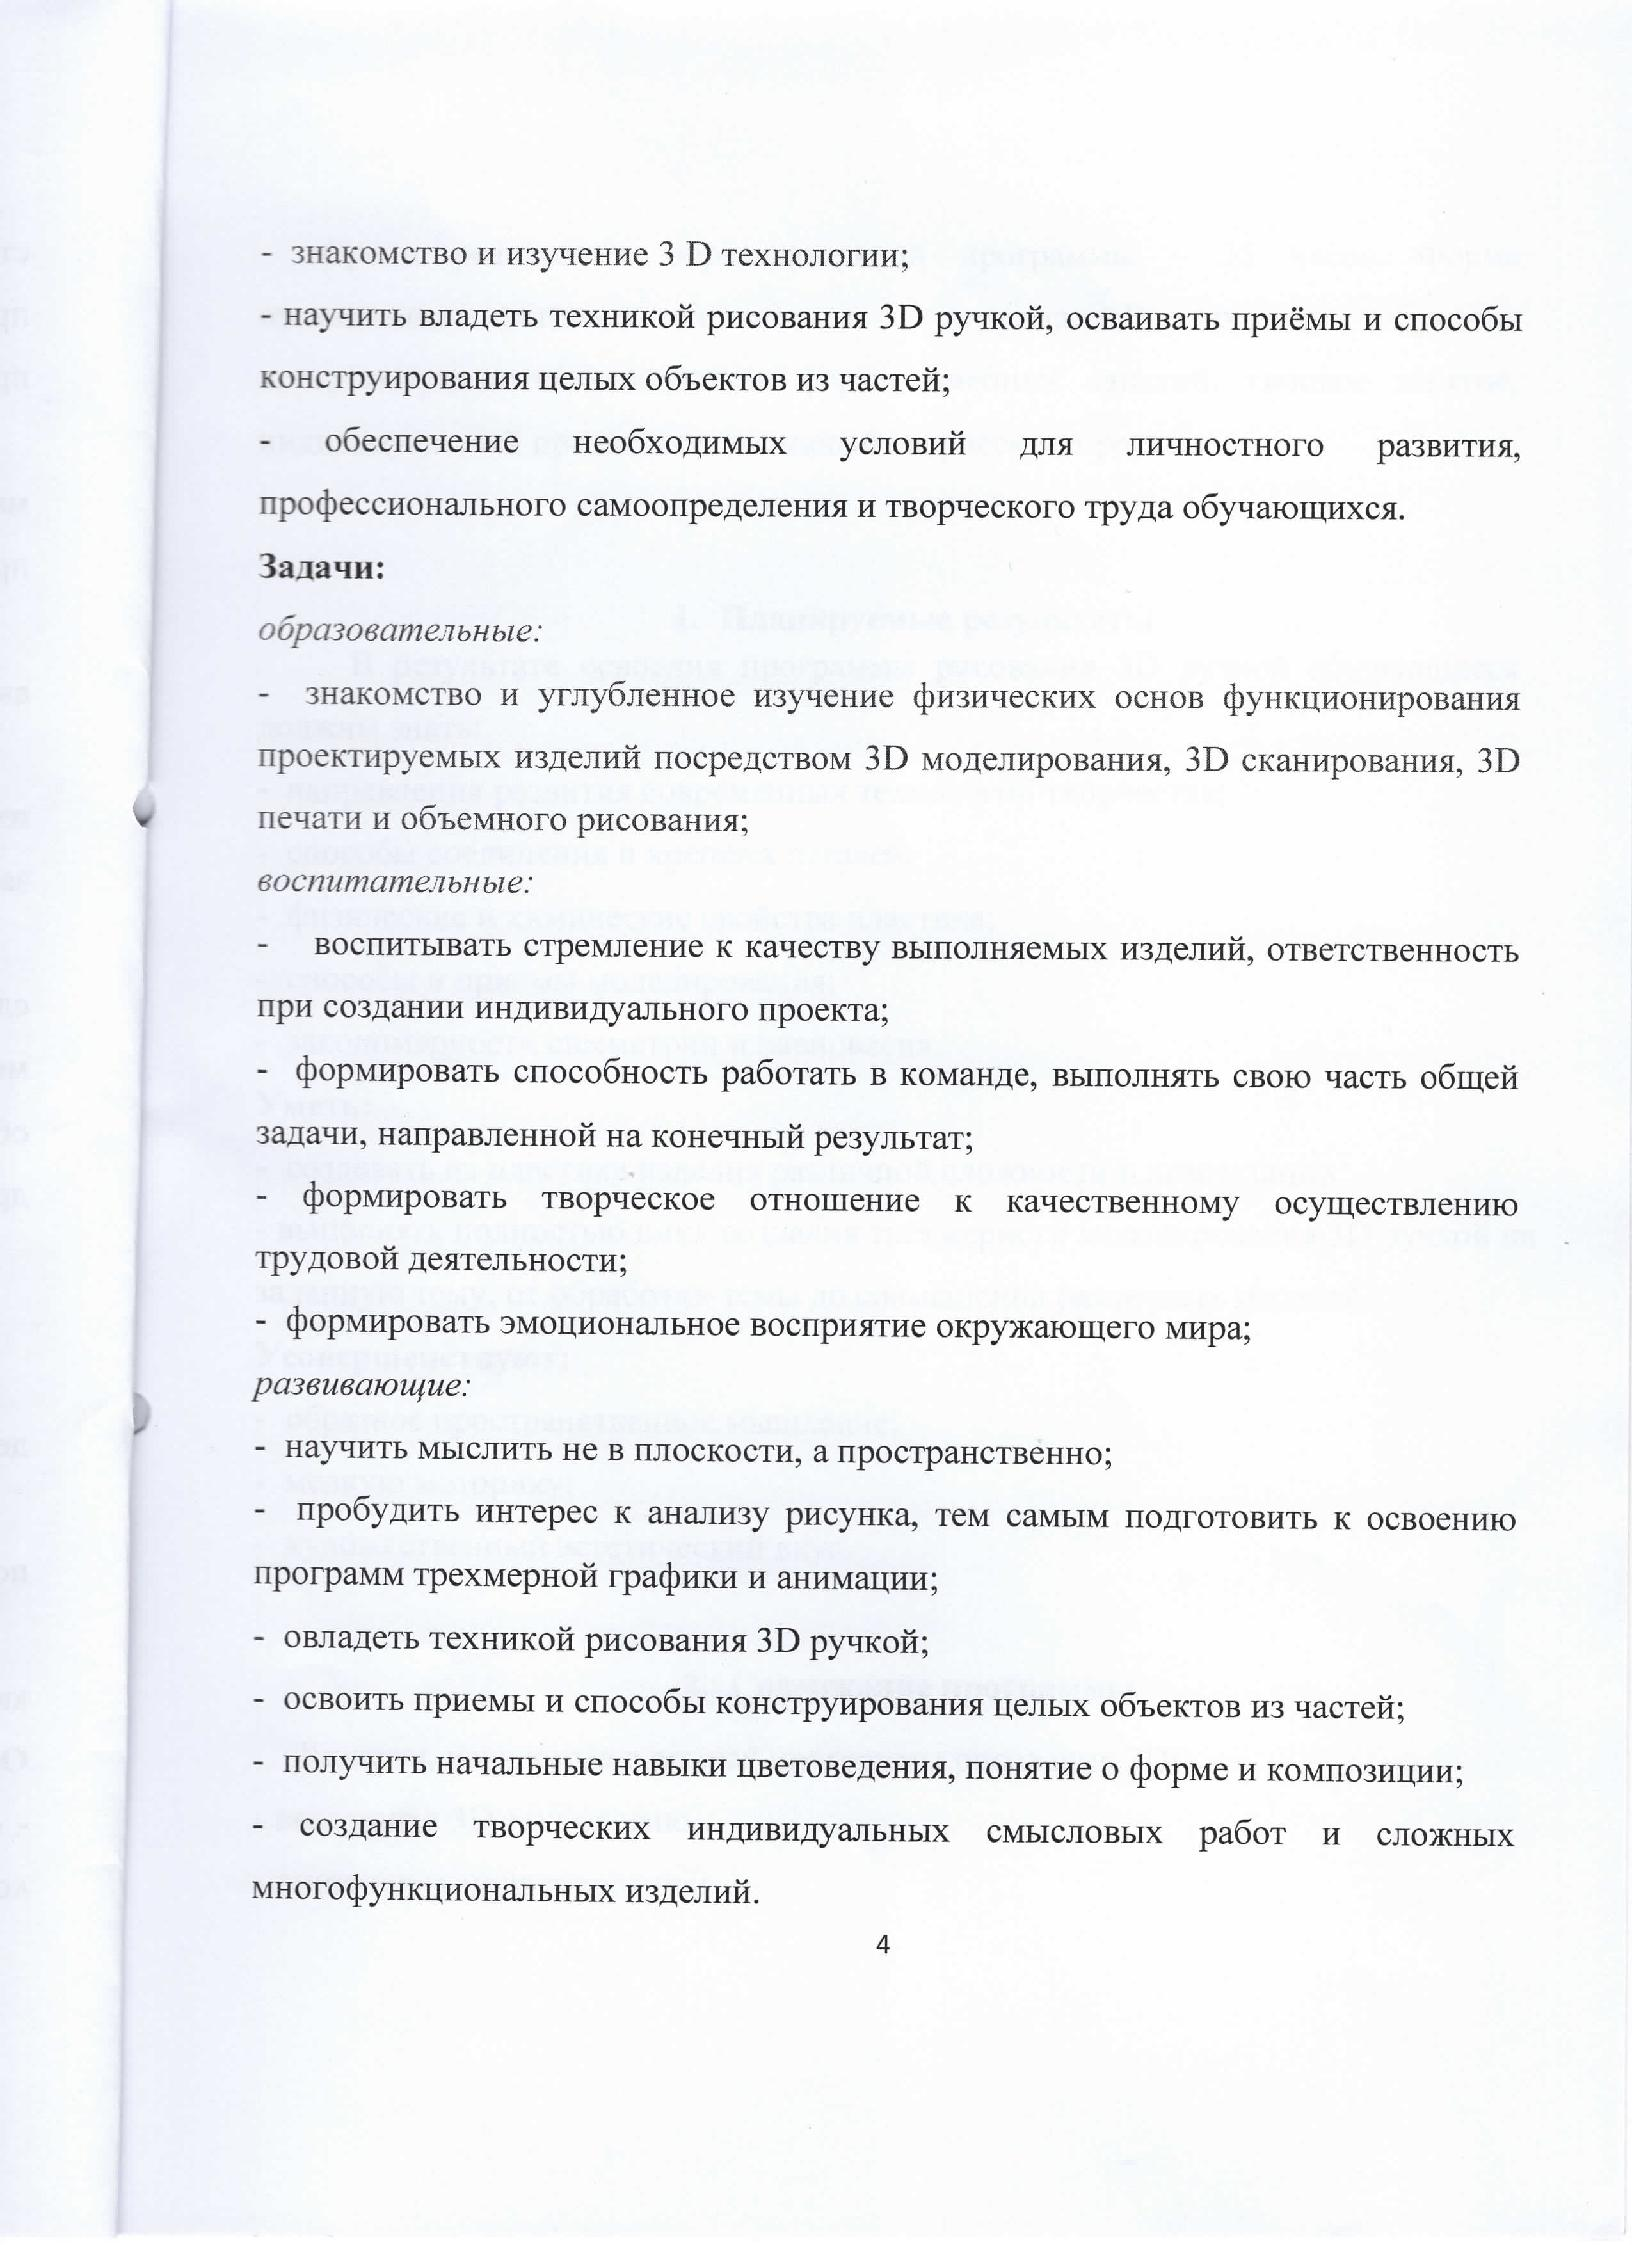 - знакомство и изучение 3 D технологии;
- научить владеть техникой рисования 3D ручкой, осваивать приёмы и способы
конструирования целых объектов из частей;
- обеспечение необходимых условий для личностного развития,
профессионального самоопределения и творческого труда обучающихся.
Задачи:
образовательные:
- знакомство и углубленное изучение физических основ функционирования
проектируемых изделий посредством 3D моделирования, 3D сканирования, 3D
печати и объемного рисования;
воспитательные:
- воспитывать стремление к качеству выполняемых изделий, ответственность
при создании индивидуального проекта;
- формировать способность работать в команде, выполнять свою часть общей
задачи, направленной на конечный результат;
- формировать творческое отношение к качественному осуществлению
трудовой деятельности;
- формировать эмоциональное восприятие окружающего мира;
развивающие:
- научить мыслить не в плоскости, а пространственно;
- пробудить интерес к анализу рисунка, тем самым подготовить к освоению
программ трехмерной графики и анимации;
- овладеть техникой рисования 3D ручкой;
- освоить приемы и способы конструирования целых объектов из частей;
- получить начальные навыки цветоведения, понятие о форме и композиции;
- создание творческих индивидуальных смысловых работ и сложных
многофункциональных изделий.
4